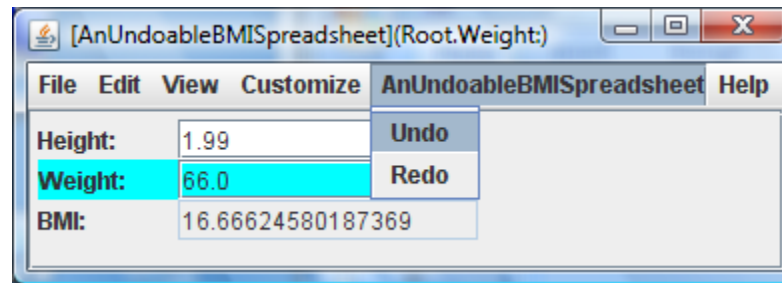 [AnUndoableBMISpreadsheet](Root.Weight:)
File Edit View Customize AnUndoableBMISpreadsheet Help
Height: 1.99 Undo
Weight: 66.0 Redo
BMI: 16.66624580187369